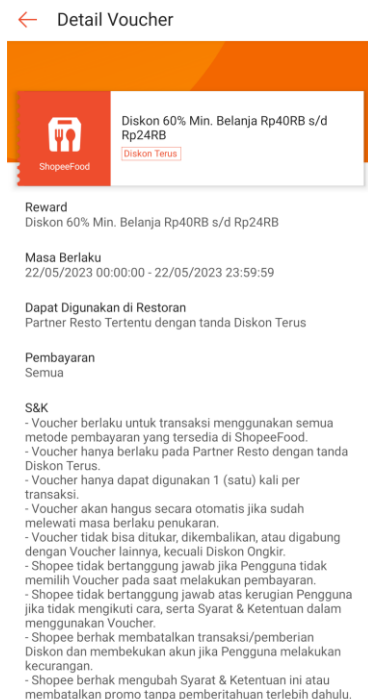 Detail Voucher
Diskon 60% Min. Belanja Rp40RB s/d
Rp24RB
Diskon Terus
ShopeeFood
Reward
Diskon 60% Min. Belanja Rp40RB s/d Rp24RB
Masa Berlaku
22/05/2023 00:00:00 - 22/05/2023 23:59:59
Dapat Digunakan di Restoran
Partner Resto Tertentu dengan tanda Diskon Terus
Pembayaran
Semua
S&K
- Voucher berlaku untuk transaksi menggunakan semua
metode pembayaran yang tersedia di ShopeeFood.
- Voucher hanya berlaku pada Partner Resto dengan tanda
Diskon Terus.
- Voucher hanya dapat digunakan 1 (satu) kali per
transaksi.
- Voucher akan hangus secara otomatis jika sudah
melewati masa berlaku penukaran.
- Voucher tidak bisa ditukar, dikembalikan, atau digabung
dengan Voucher lainnya, kecuali Diskon Ongkir.
- Shopee tidak bertanggung jawab jika Pengguna tidak
memilih Voucher pada saat melakukan pembayaran.
- Shopee tidak bertanggung jawab atas kerugian Pengguna
jika tidak mengikuti cara, serta Syarat & Ketentuan dalam
menggunakan Voucher.
- Shopee berhak membatalkan transaksi/pemberian
Diskon dan membekukan akun jika Pengguna melakukan
kecurangan.
- Shopee berhak mengubah Syarat & Ketentuan ini atau
membatalkan promo tanpa pemberitahuan terlebih dahulu.